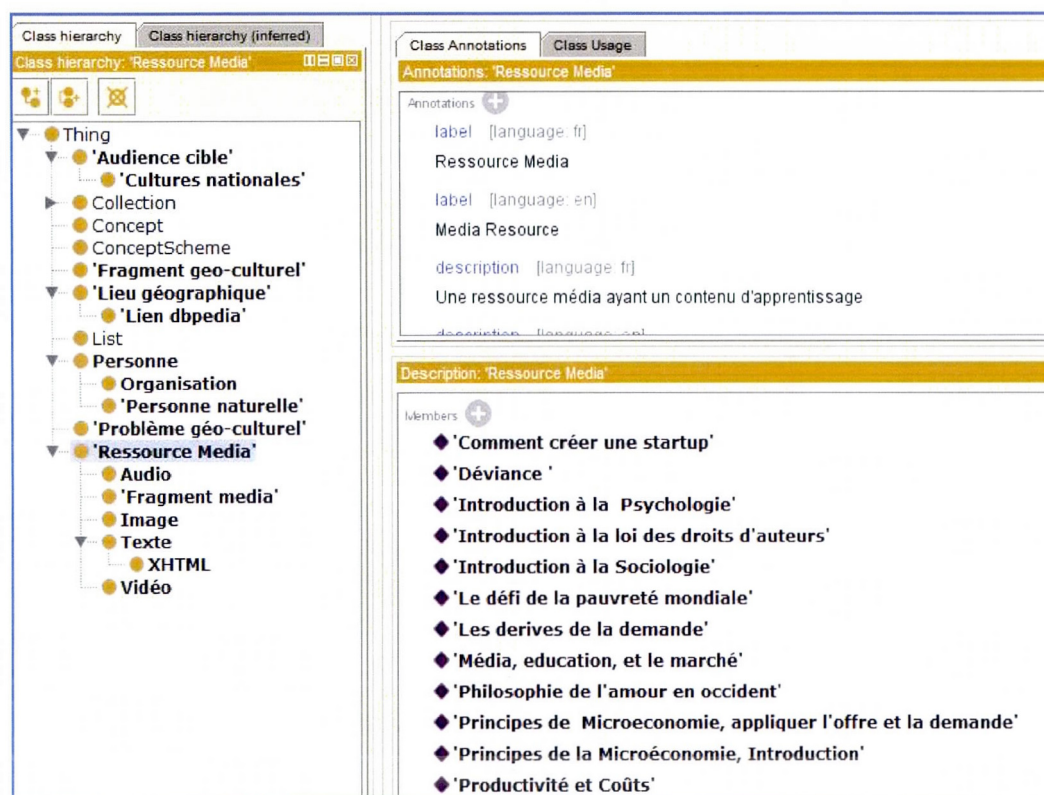 Class hierarchy
Class hierarchy (inferred)
Class hierarchy: 'Ressource Media'
Thing
'Audience cible'
'Cultures nationales'
Collection
Concept
ConceptScheme
'Fragment geo-culturel'
'Lieu géographique'
'Lien dbpedia'
List
Personne
Organisation
'Personne naturelle'
'Problème géo-culturel'
'Ressource Media'
Audio
'Fragment media'
Image
Texte
XHTML
Vidéo
Class Annotations
Class Usage
Annotations: 'Ressource Media'
Annotations
label [language: fr]
Ressource Media
label [language: en]
Media Resource
description [language: fr]
Une ressource média ayant un contenu d'apprentissage
description [language: en]
Description: 'Ressource Media'
Members
'Comment créer une startup'
'Déviance '
'Introduction à la  Psychologie'
'Introduction à la loi des droits d'auteurs'
'Introduction à la Sociologie'
'Le défi de la pauvreté mondiale'
'Les derives de la demande'
'Média, education, et le marché'
'Philosophie de l'amour en occident'
'Principes de  Microeconomie, appliquer l'offre et la demande'
'Principes de la Microéconomie, Introduction'
'Productivité et Coûts'